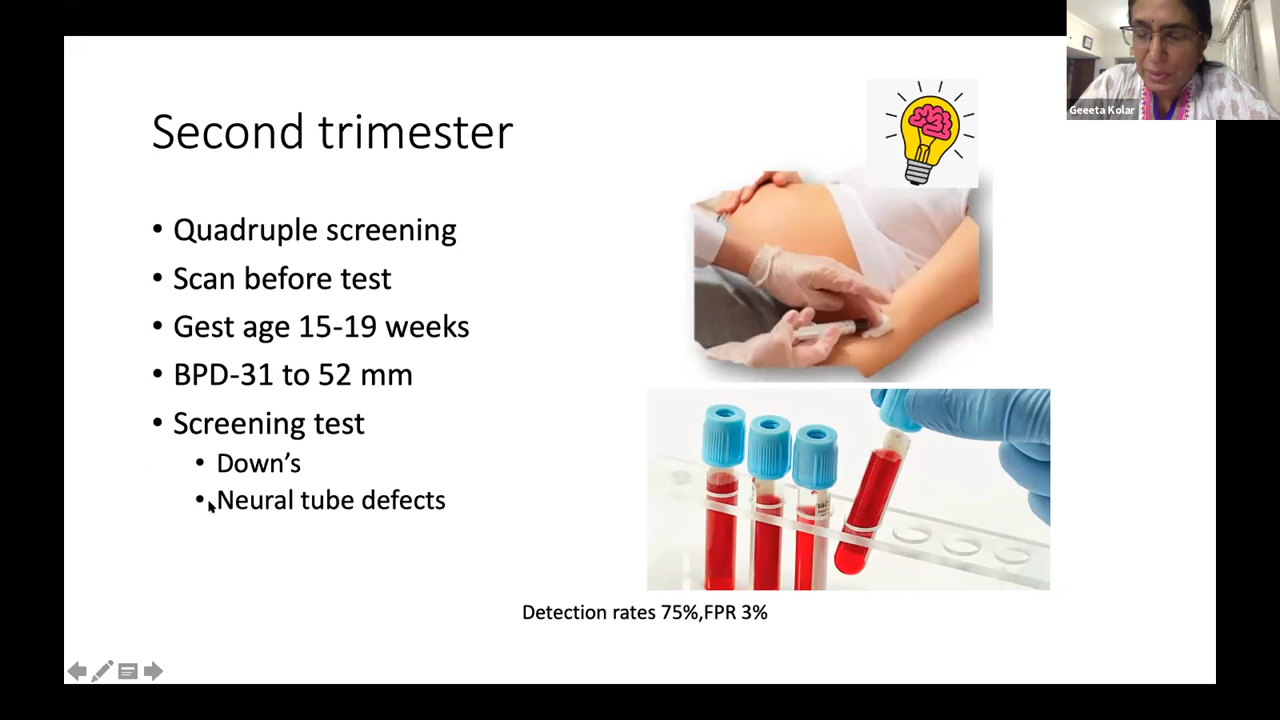 Geeeta Kolar
Second trimester
• Quadruple screening
• Scan before test
• Gest age 15-19 weeks
• BPD-31 to 52 mm
• Screening test
• Down’s
• Neural tube defects
Detection rates 75%,FPR 3%